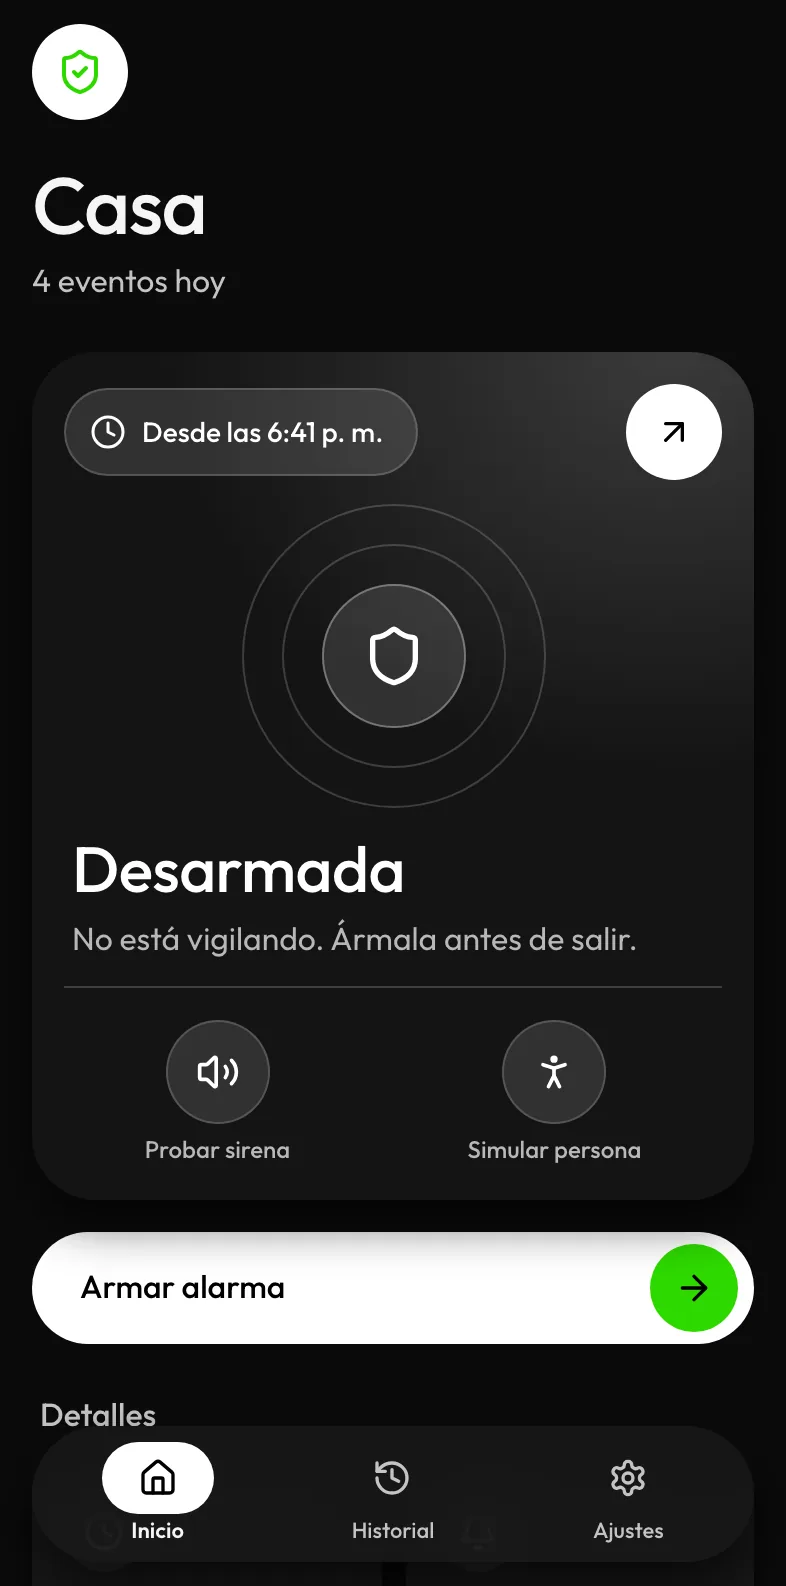 Casa
4 eventos hoy
Desde las 6:41 p. m.
Desarmada
No está vigilando. Ármala antes de salir.
Probar sirena
Simular persona
Armar alarma
Detalles
Inicio
Historial
Ajustes